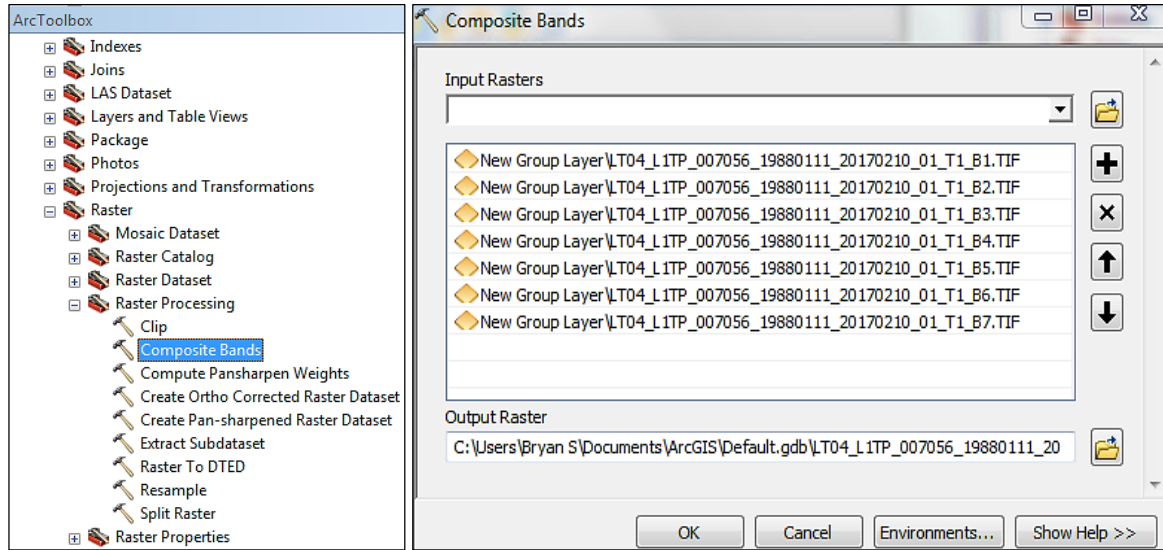 ArcToolbox
Indexes
Joins
LAS Dataset
Layers and Table Views
Package
Photos
Projections and Transformations
Raster
Mosaic Dataset
Raster Catalog
Raster Dataset
Raster Processing
Clip
Composite Bands
Compute Pansharpen Weights
Create Ortho Corrected Raster Dataset
Create Pan-sharpened Raster Dataset
Extract Subdataset
Raster To DTED
Resample
Split Raster
Raster Properties
Composite Bands
Input Rasters
New Group Layer\LT04_L1TP_007056_19880111_20170210_01_T1_B1.TIF
New Group Layer\LT04_L1TP_007056_19880111_20170210_01_T1_B2.TIF
New Group Layer\LT04_L1TP_007056_19880111_20170210_01_T1_B3.TIF
New Group Layer\LT04_L1TP_007056_19880111_20170210_01_T1_B4.TIF
New Group Layer\LT04_L1TP_007056_19880111_20170210_01_T1_B5.TIF
New Group Layer\LT04_L1TP_007056_19880111_20170210_01_T1_B6.TIF
New Group Layer\LT04_L1TP_007056_19880111_20170210_01_T1_B7.TIF
Output Raster
C:\Users\Bryan S\Documents\ArcGIS\Default.gdb\LT04_L1TP_007056_19880111_20
OK Cancel Environments... Show Help >>